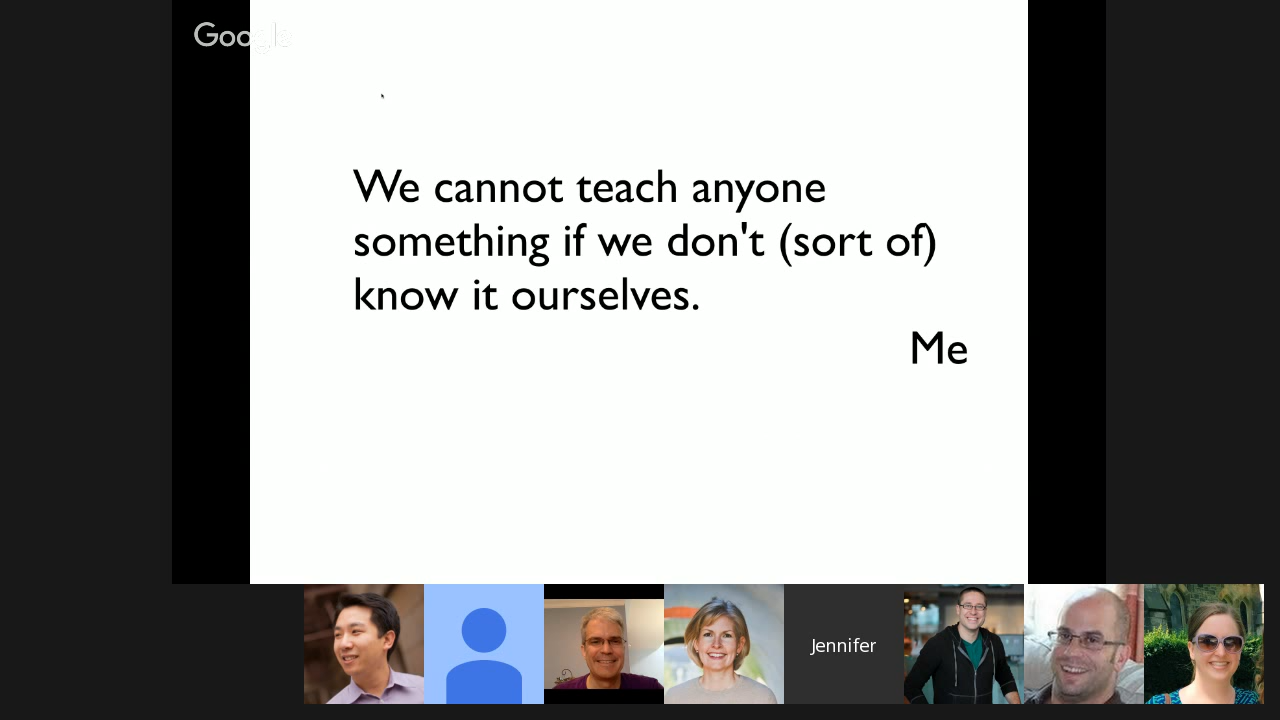 Google
We cannot teach anyone
something if we don't (sort of)
know it ourselves.
Me
Jennifer